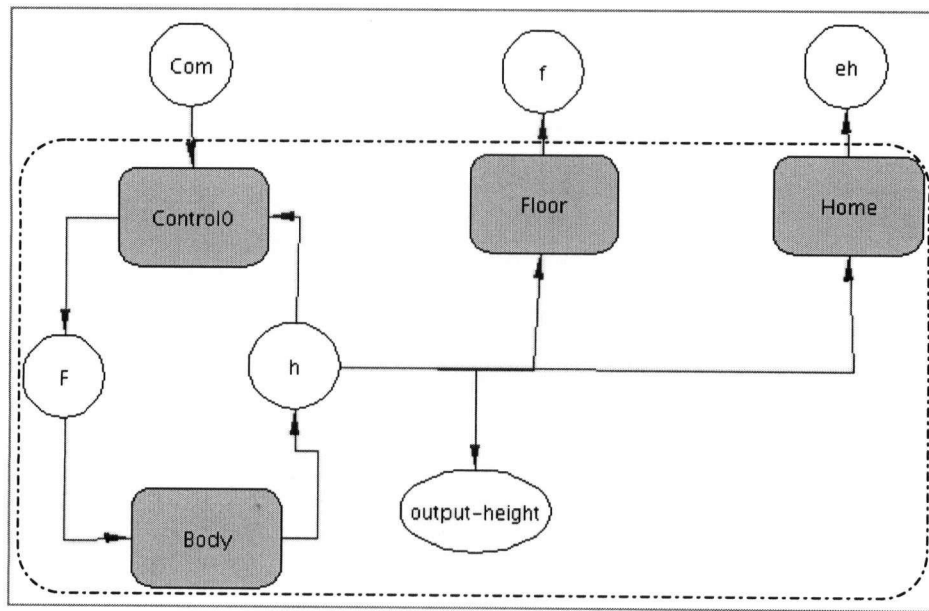 Com
f
eh
Control0
Floor
Home
F
h
output-height
Body